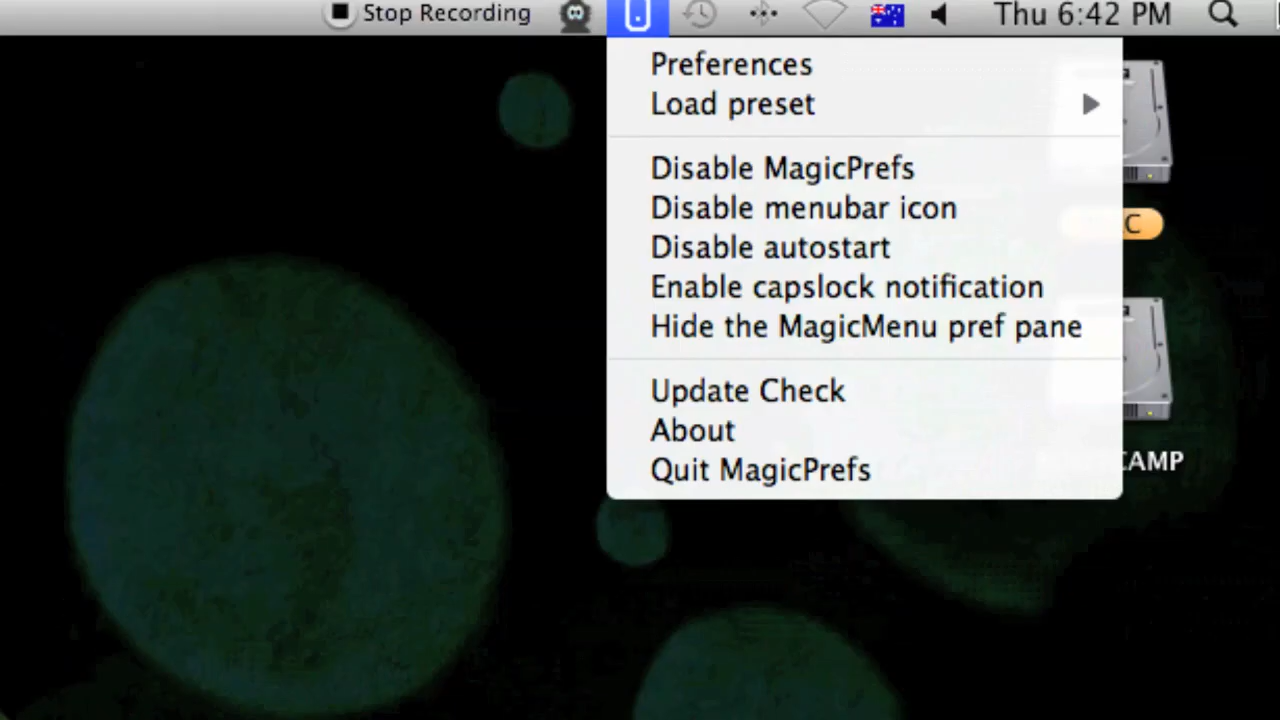 Stop Recording
Thu 6:42 PM
Preferences
Load preset
Disable MagicPrefs
Disable menubar icon
Disable autostart
Enable capslock notification
Hide the MagicMenu pref pane
Update Check
About
Quit MagicPrefs